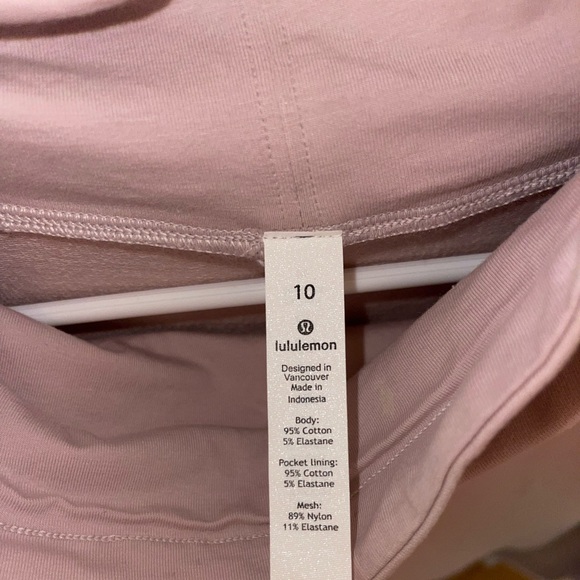 10
lululemon
Designed in
Vancouver
Made in
Indonesia
Body:
95% Cotton
5% Elastane
Pocket lining:
95% Cotton
5% Elastane
Mesh:
89% Nylon
11% Elastane